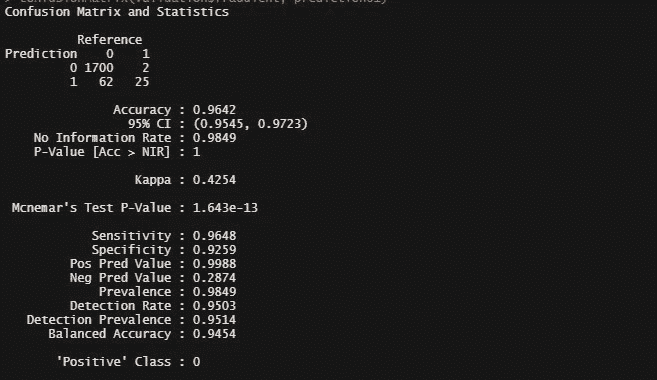 Confusion Matrix and Statistics
Reference
Prediction 0 1
0 1700 2
1 62 25
Accuracy : 0.9642
95% CI : (0.9545, 0.9723)
No Information Rate : 0.9849
P-Value [Acc > NIR] : 1
Kappa : 0.4254
Mcnemar's Test P-Value : 1.643e-13
Sensitivity : 0.9648
Specificity : 0.9259
Pos Pred Value : 0.9988
Neg Pred Value : 0.2874
Prevalence : 0.9849
Detection Rate : 0.9503
Detection Prevalence : 0.9514
Balanced Accuracy : 0.9454
'Positive' Class : 0